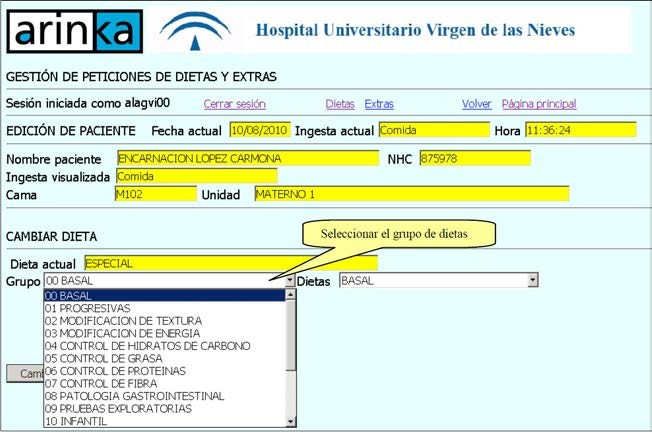 arinka Hospital Universitario Virgen de las Nieves
GESTIÓN DE PETICIONES DE DIETAS Y EXTRAS
Sesión iniciada como alagvi00 Cerrar sesión Dietas Extras Volver Página principal
EDICIÓN DE PACIENTE Fecha actual 10/08/2010 Ingesta actual Comida Hora 11:36:24
Nombre paciente ENCARNACION LOPEZ CARMONA NHC 875978
Ingesta visualizada Comida
Cama M102 Unidad MATERNO 1
Seleccionar el grupo de dietas
CAMBIAR DIETA
Dieta actual ESPECIAL
Grupo 00 BASAL Dietas BASAL
00 BASAL
01 PROGRESIVAS
02 MODIFICACION DE TEXTURA
03 MODIFICACION DE ENERGIA
04 CONTROL DE HIDRATOS DE CARBONO
05 CONTROL DE GRASA
06 CONTROL DE PROTEINAS
07 CONTROL DE FIBRA
08 PATOLOGIA GASTROINTESTINAL
09 PRUEBAS EXPLORATORIAS
10 INFANTIL